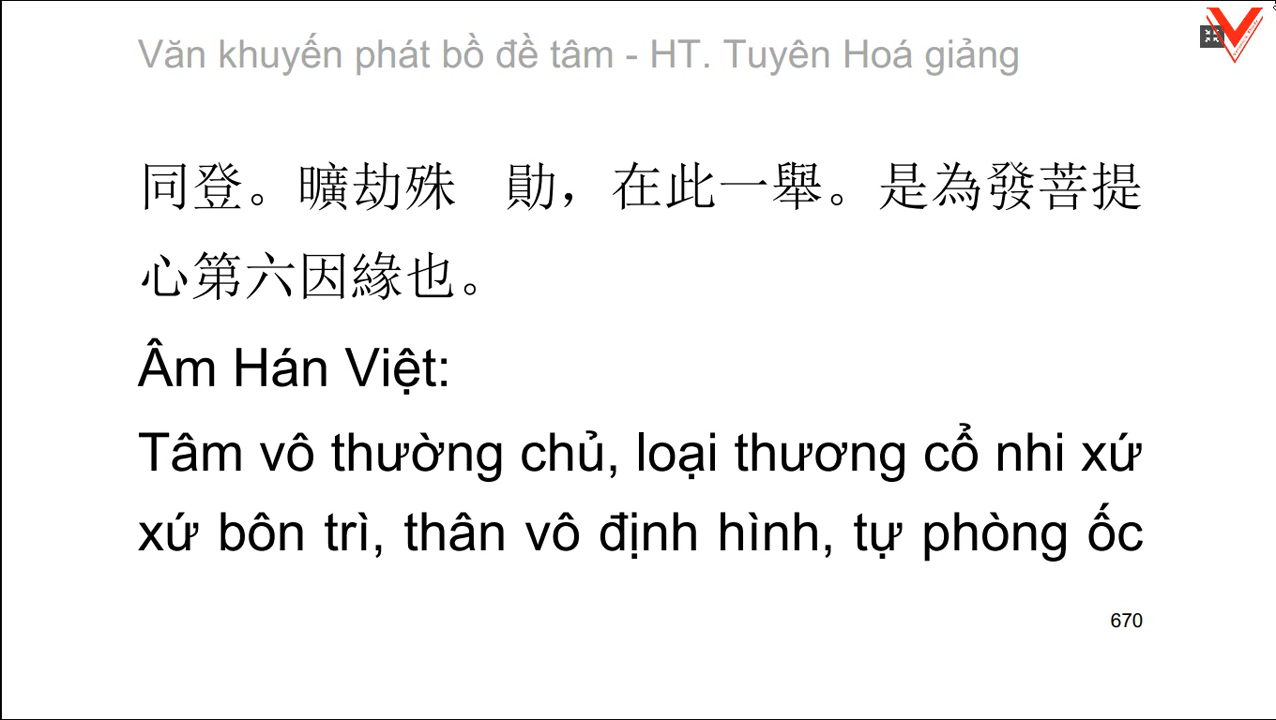 Văn khuyến phát bồ đề tâm - HT. Tuyên Hoá giảng
同登。曠劫殊 勛，在此一舉。是為發菩提
心第六因緣也。
Âm Hán Việt:
Tâm vô thường chủ, loại thương cổ nhi xứ
xứ bôn trì, thân vô định hình, tự phòng ốc
670